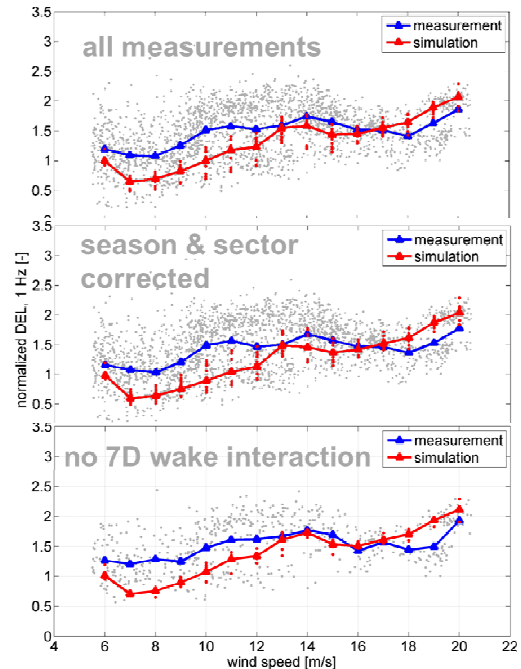 3.5
3
2.5
2
1.5
1
0.5
all measurements
measurement
simulation
3.5
3
2.5
2
1.5
1
0.5
season & sector
corrected
measurement
simulation
normalized DEL, 1 Hz [-]
3.5
3
2.5
2
1.5
1
0.5
0
no 7D wake interaction
measurement
simulation
4 6 8 10 12 14 16 18 20 22
wind speed [m/s]